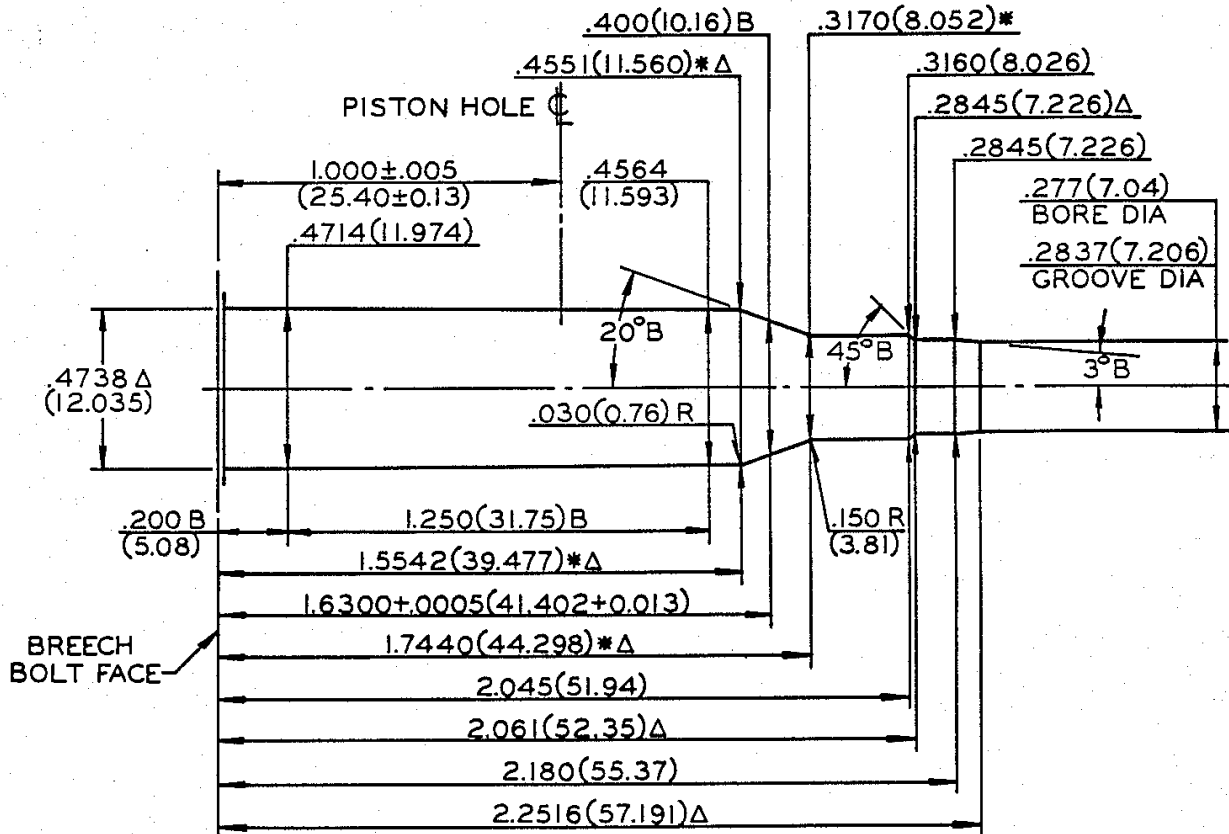 .400(10.16)B
.3170(8.052)*
.4551(11.560)*Δ
.3160(8.026)
PISTON HOLE ℄
.2845(7.226)Δ
1.000±.005
(25.40±0.13)
.4564
(11.593)
.2845(7.226)
.277(7.04)
BORE DIA
.4714(11.974)
.2837(7.206)
GROOVE DIA
20°B
45°B
3°B
.4738Δ
(12.035)
.030(0.76)R
.200B
(5.08)
1.250(31.75)B
.150R
(3.81)
1.5542(39.477)*Δ
1.6300+.0005(41.402+0.013)
BREECH
BOLT FACE
1.7440(44.298)*Δ
2.045(51.94)
2.061(52.35)Δ
2.180(55.37)
2.2516(57.191)Δ